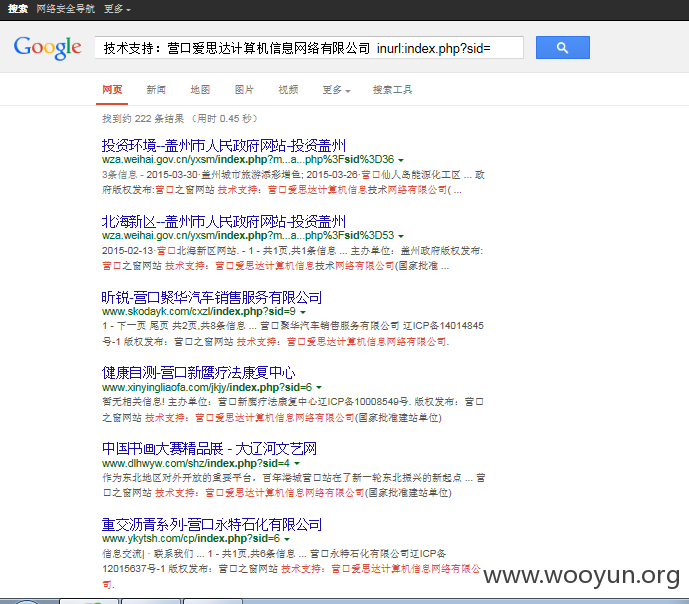 搜索 网络安全导航 更多
Google 技术支持：营口爱思达计算机信息网络有限公司 inurl:index.php?sid=
网页 新闻 地图 图片 视频 更多 搜索工具
找到约 222 条结果 （用时 0.45 秒）
投资环境--盖州市人民政府网站-投资盖州
wza.weihai.gov.cn/yxsm/index.php?m...a...php%3Fsid%3D36
3条信息 - 2015-03-30·盖州城市旅游添彩增色; 2015-03-26·营口仙人岛能源化工区 ... 政
府版权发布:营口之窗网站 技术支持：营口爱思达计算机信息技术网络有限公司( ...
北海新区--盖州市人民政府网站-投资盖州
wza.weihai.gov.cn/yxsm/index.php?m...a...php%3Fsid%3D53
2015-02-13·营口北海新区网站. - 1 - 共1页,共1条信息 ... 主办单位：盖州政府版权发布:
营口之窗网站 技术支持：营口爱思达计算机信息技术网络有限公司(国家批准 ...
昕锐-营口聚华汽车销售服务有限公司
www.skodayk.com/cxzl/index.php?sid=9
1 - 下一页 尾页 共2页,共8条信息 ... 营口聚华汽车销售服务有限公司 辽ICP备14014845
号-1 版权发布：营口之窗网站 技术支持：营口爱思达计算机信息网络有限公司.
健康自测-营口新鹰疗法康复中心
www.xinyingliaofa.com/jkjy/index.php?sid=6
暂无相关信息! 主办单位：营口新鹰疗法康复中心辽ICP备10008549号. 版权发布：营口
之窗网站 技术支持：营口爱思达计算机信息网络有限公司(国家批准建站单位)
中国书画大赛精品展 - 大辽河文艺网
www.dlhwyw.com/shz/index.php?sid=4
作为东北地区对外开放的重要平台，百年港城营口站在了新一轮东北振兴的新起点 ... 营
口之窗网站 技术支持：营口爱思达计算机信息网络有限公司(国家批准建站单位)
重交沥青系列-营口永特石化有限公司
www.ykytsh.com/cp/index.php?sid=6
信息交流| · 联系我们 ... 1 - 共1页,共6条信息 ... 营口永特石化有限公司辽ICP备
12015637号-1 版权发布：营口之窗网站 技术支持：营口爱思达计算机信息网络有限公
司.
www.wooyun.org